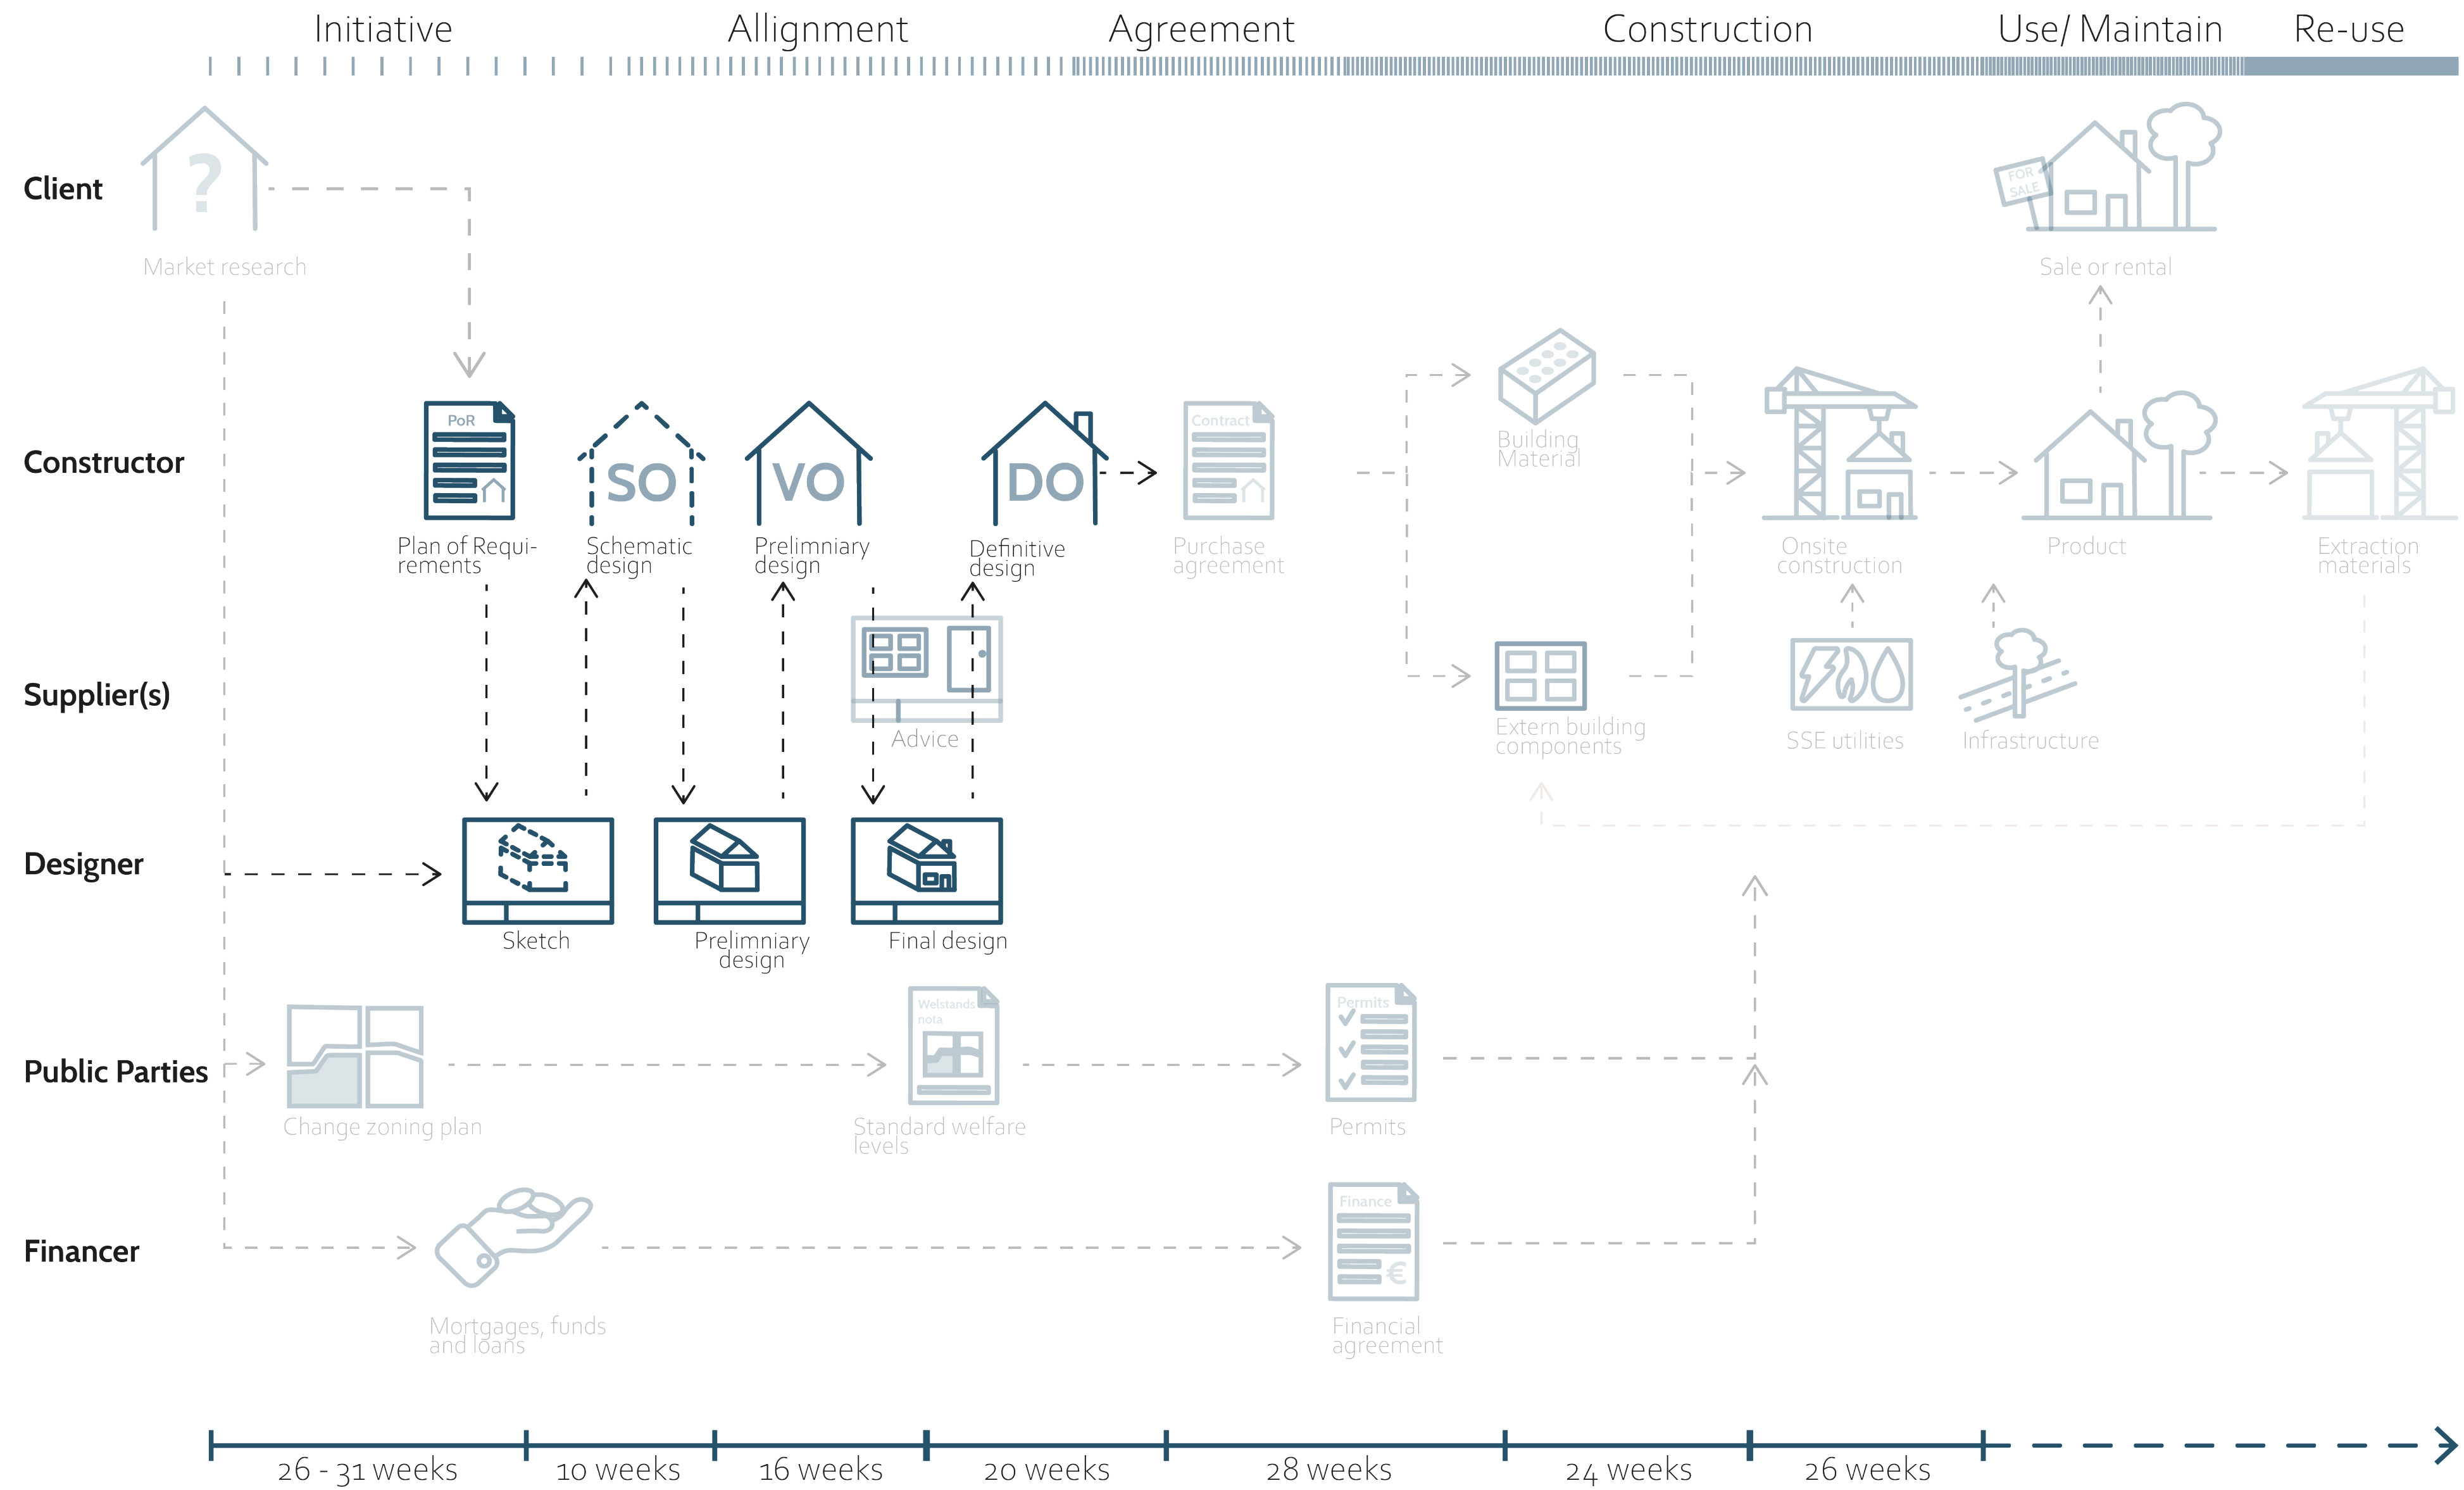 Initiative
Allignment
Agreement
Construction
Use/ Maintain
Re-use
Client
?
Market research
FOR
SALE
Sale or rental
Constructor
PoR
Plan of Requi-
rements
SO
Schematic
design
VO
Prelimniary
design
DO
Definitive
design
Contract
Purchase
agreement
Building
Material
Onsite
construction
Product
Extraction
materials
Supplier(s)
Advice
Extern building
components
SSE utilities
Infrastructure
Designer
Sketch
Prelimniary
design
Final design
Public Parties
Change zoning plan
Welstands
nota
Standard welfare
levels
Permits
Permits
Financer
Mortgages, funds
and loans
Finance
€
Financial
agreement
26 - 31 weeks
10 weeks
16 weeks
20 weeks
28 weeks
24 weeks
26 weeks